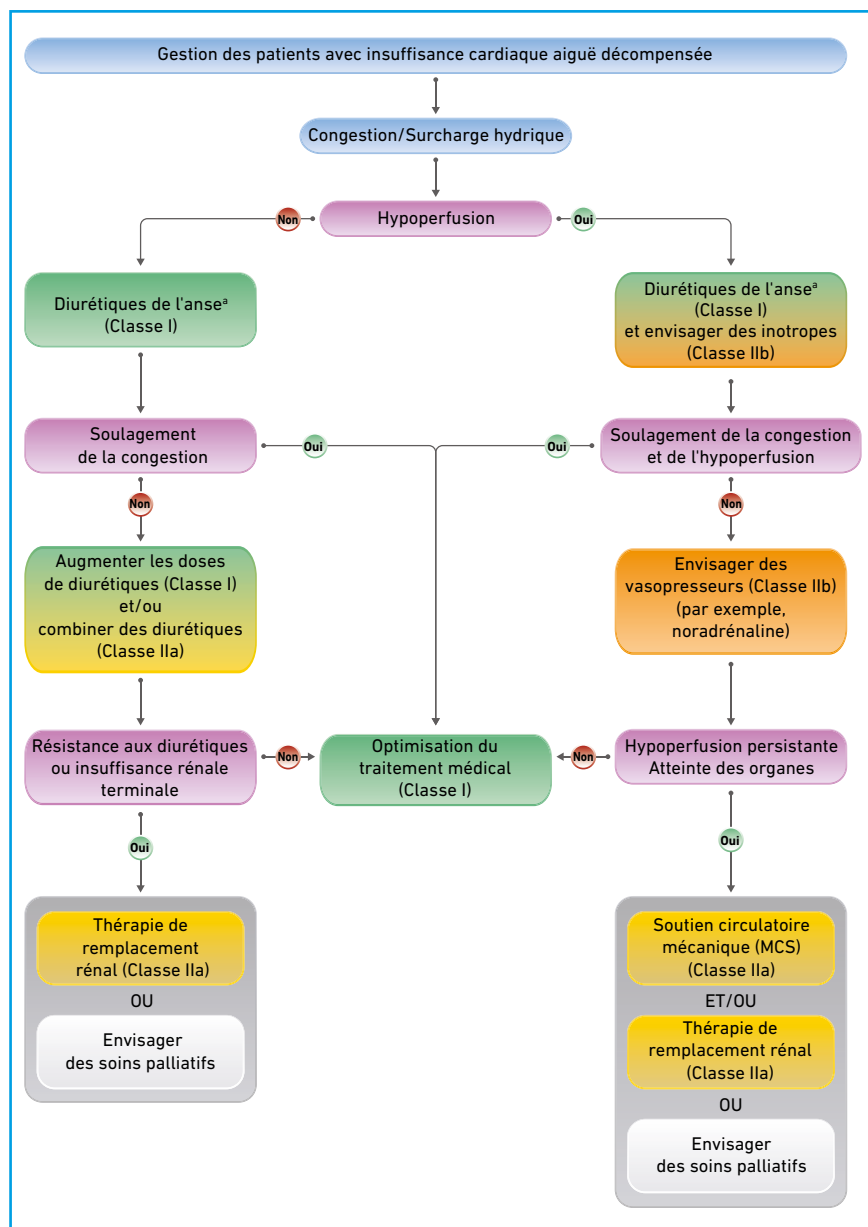 Gestion des patients avec insuffisance cardiaque aiguë décompensée
Congestion/Surcharge hydrique
Hypoperfusion
Non
Oui
Diurétiques de l'anseᵃ
(Classe I)
Diurétiques de l'anseᵃ
(Classe I)
et envisager des inotropes
(Classe IIb)
Soulagement
de la congestion
Oui
Oui
Soulagement de la congestion
et de l'hypoperfusion
Non
Non
Augmenter les doses
de diurétiques (Classe I)
et/ou
combiner des diurétiques
(Classe IIa)
Envisager des
vasopresseurs (Classe IIb)
(par exemple,
noradrénaline)
Résistance aux diurétiques
ou insuffisance rénale
terminale
Non
Optimisation du
traitement médical
(Classe I)
Non
Hypoperfusion persistante
Atteinte des organes
Oui
Oui
Thérapie de
remplacement
rénal (Classe IIa)
OU
Envisager
des soins palliatifs
Soutien circulatoire
mécanique (MCS)
(Classe IIa)
ET/OU
Thérapie de
remplacement rénal
(Classe IIa)
OU
Envisager
des soins palliatifs